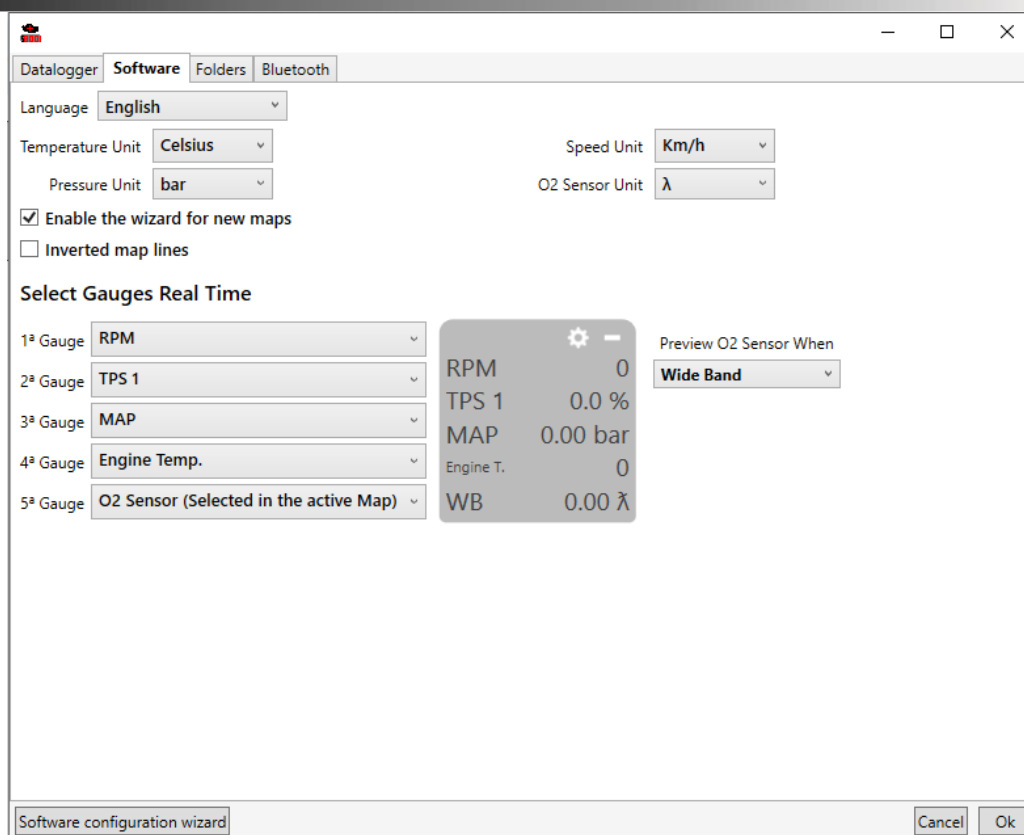 Datalogger Software Folders Bluetooth
Language English
Temperature Unit Celsius Speed Unit Km/h
Pressure Unit bar O2 Sensor Unit λ
Enable the wizard for new maps
Inverted map lines
Select Gauges Real Time
1ª Gauge RPM
2ª Gauge TPS 1
3ª Gauge MAP
4ª Gauge Engine Temp.
5ª Gauge O2 Sensor (Selected in the active Map)
RPM 0
TPS 1 0.0 %
MAP 0.00 bar
Engine T. 0
WB 0.00 ƛ
Preview O2 Sensor When
Wide Band
Software configuration wizard Cancel Ok